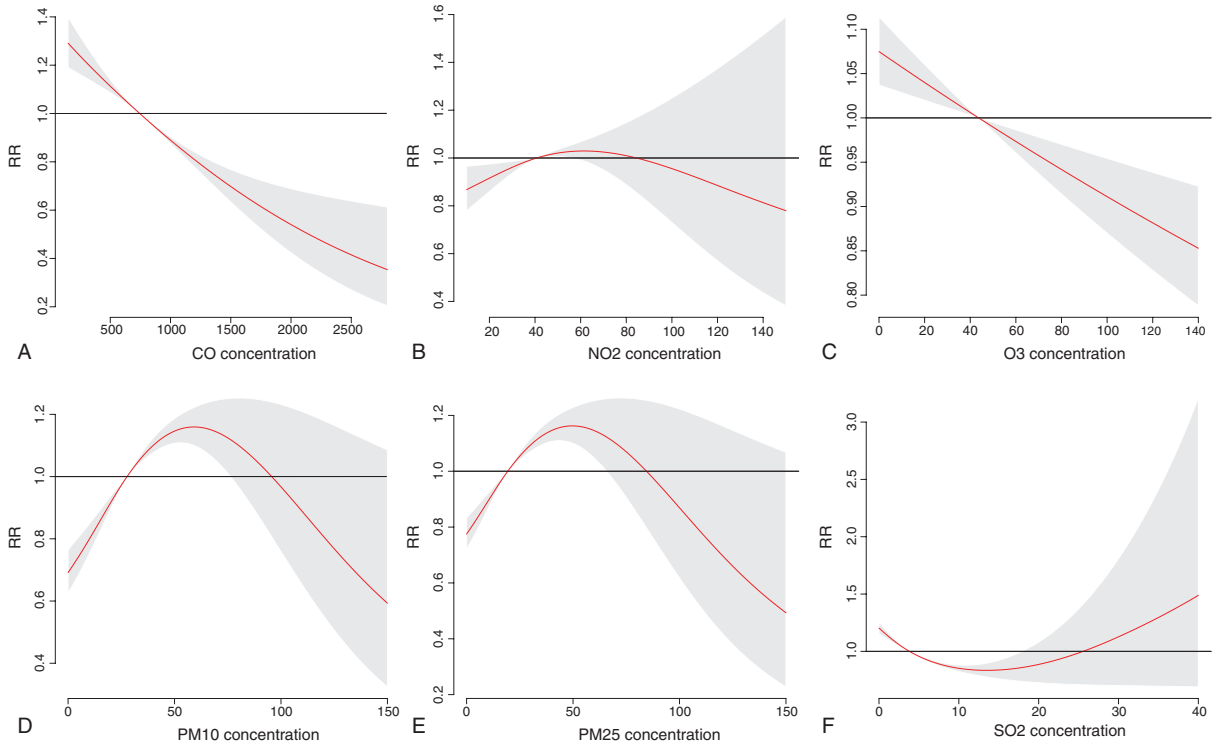 1.4
1.2
1.0
0.8
0.6
0.4
0.2
RR
500 1000 1500 2000 2500
A CO concentration
1.6
1.4
1.2
1.0
0.8
0.6
0.4
RR
20 40 60 80 100 120 140
B NO2 concentration
1.10
1.05
1.00
0.95
0.90
0.85
0.80
RR
0 20 40 60 80 100 120 140
C O3 concentration
1.2
1.0
0.8
0.6
0.4
RR
0 50 100 150
D PM10 concentration
1.2
1.0
0.8
0.6
0.4
0.2
RR
0 50 100 150
E PM25 concentration
3.0
2.5
2.0
1.5
1.0
0.5
RR
0 10 20 30 40
F SO2 concentration